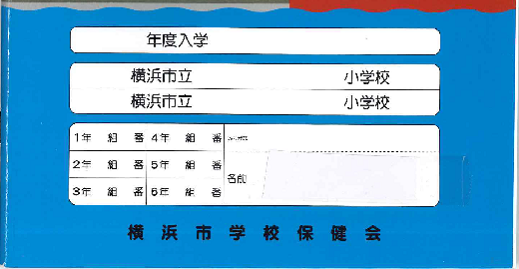 年度入学
横浜市立 小学校
横浜市立 小学校
1年 組 番 4年 組 番
2年 組 番 5年 組 番
名前
3年 組 番 6年 組 番
横浜市学校保健会